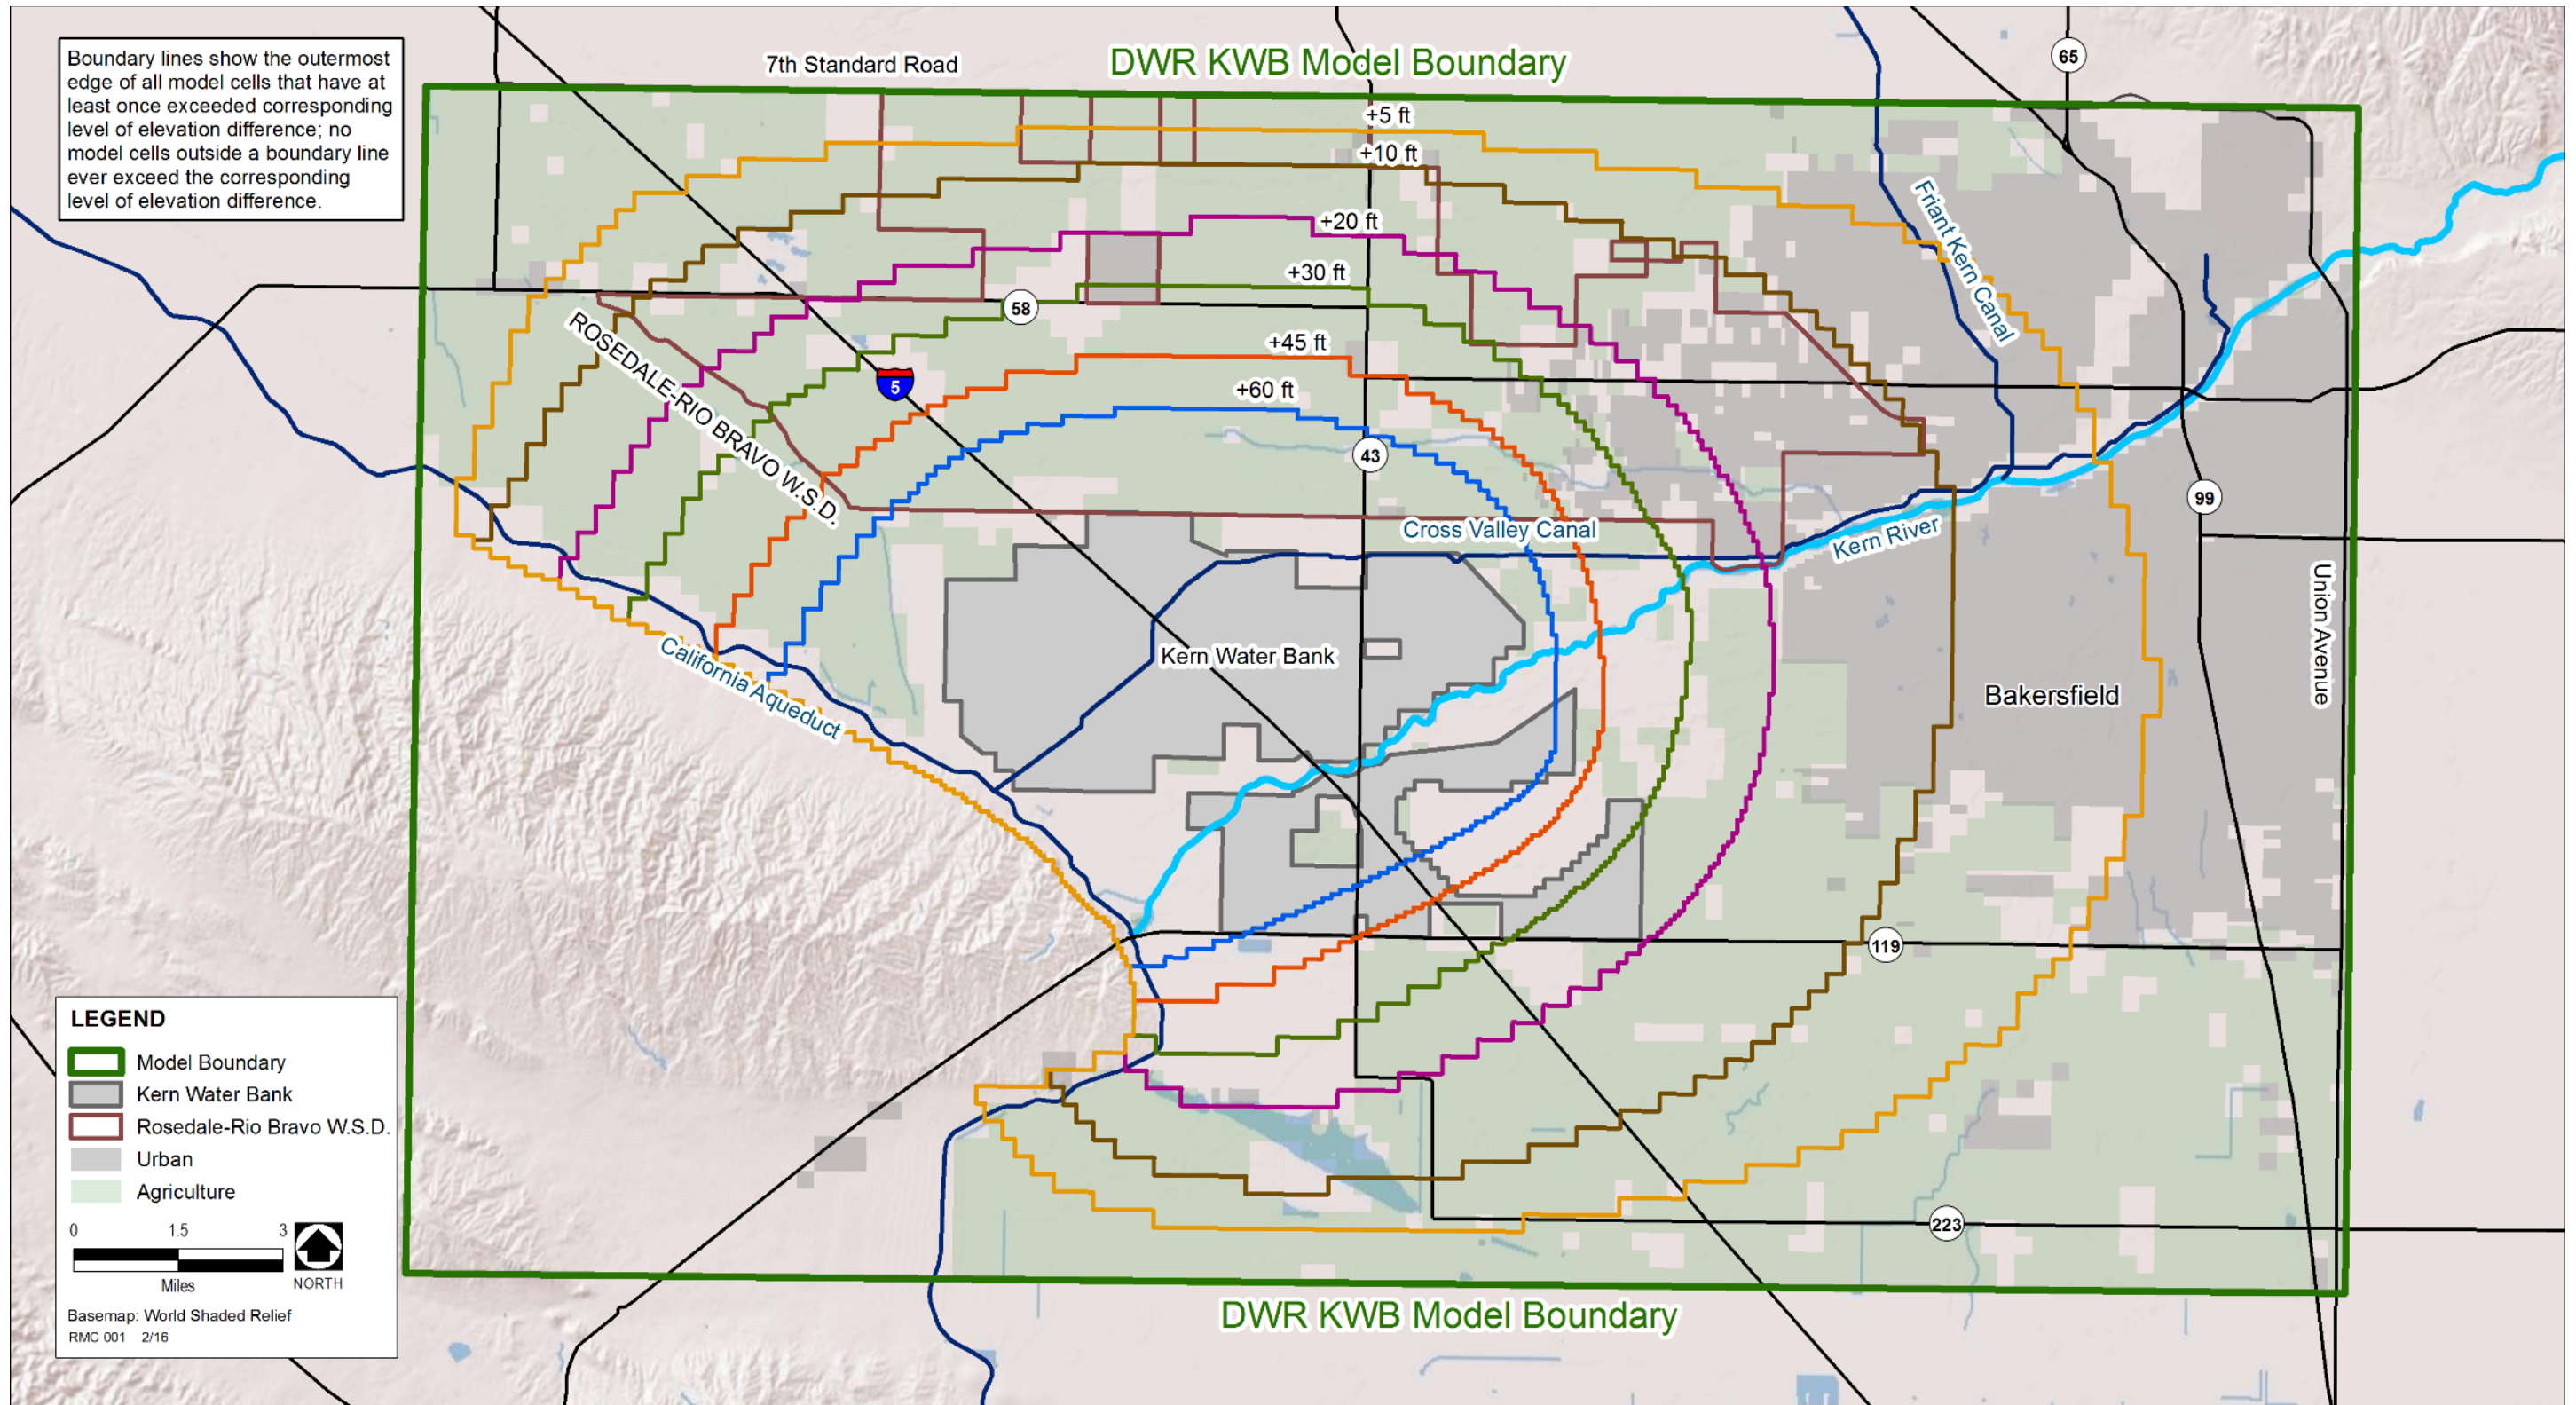 Boundary lines show the outermost
edge of all model cells that have at
least once exceeded corresponding
level of elevation difference; no
model cells outside a boundary line
ever exceed the corresponding
level of elevation difference.
7th Standard Road
DWR KWB Model Boundary
65
+5 ft
+10 ft
+20 ft
+30 ft
+45 ft
+60 ft
58
5
43
99
Friant Kern Canal
ROSEDALE-RIO BRAVO W.S.D.
Cross Valley Canal
Kern River
Union Avenue
California Aqueduct
Kern Water Bank
Bakersfield
119
223
DWR KWB Model Boundary
LEGEND
Model Boundary
Kern Water Bank
Rosedale-Rio Bravo W.S.D.
Urban
Agriculture
0 1.5 3
Miles
NORTH
Basemap: World Shaded Relief
RMC 001 2/16